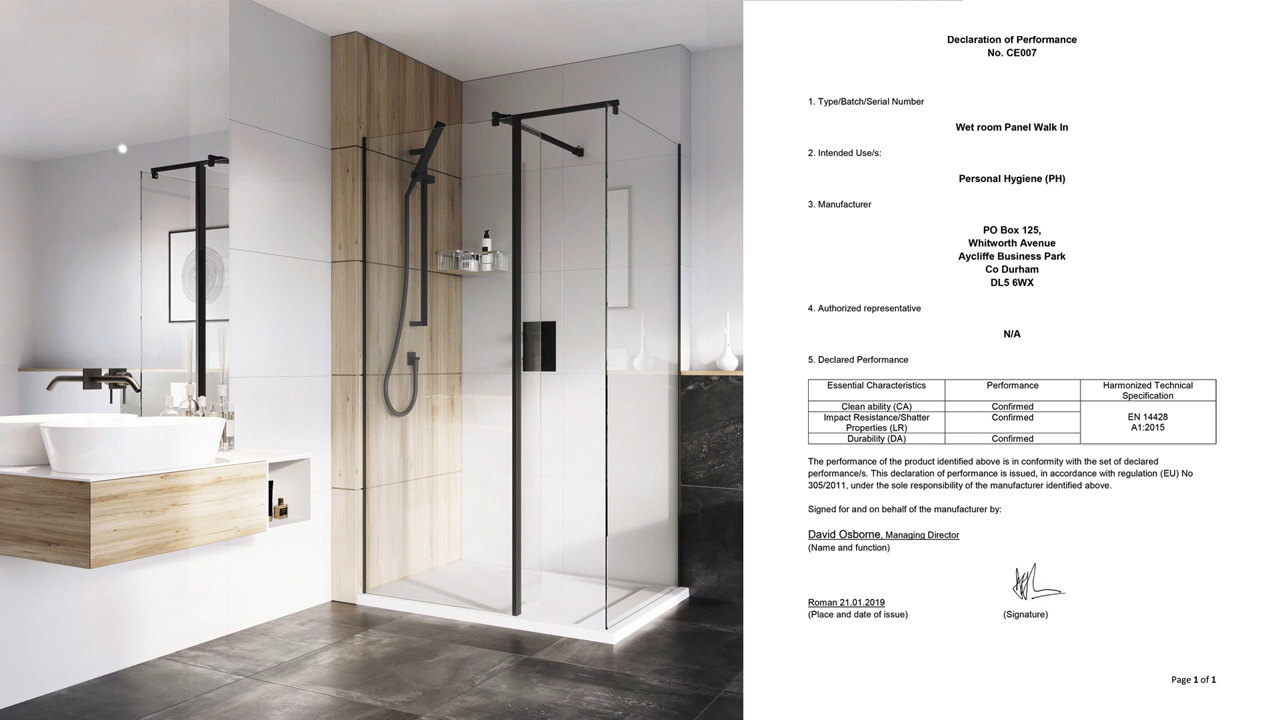 Declaration of Performance
No. CE007
1. Type/Batch/Serial Number
Wet room Panel Walk In
2. Intended Use/s:
Personal Hygiene (PH)
3. Manufacturer
PO Box 125,
Whitworth Avenue
Aycliffe Business Park
Co Durham
DL5 6WX
4. Authorized representative
N/A
5. Declared Performance
Essential Characteristics Performance Harmonized Technical
Specification
Clean ability (CA) Confirmed
Impact Resistance/Shatter Confirmed EN 14428
Properties (LR) A1:2015
Durability (DA) Confirmed
The performance of the product identified above is in conformity with the set of declared
performance/s. This declaration of performance is issued, in accordance with regulation (EU) No
305/2011, under the sole responsibility of the manufacturer identified above.
Signed for and on behalf of the manufacturer by:
David Osborne, Managing Director
(Name and function)
Roman 21.01.2019
(Place and date of issue) (Signature)
Page 1 of 1